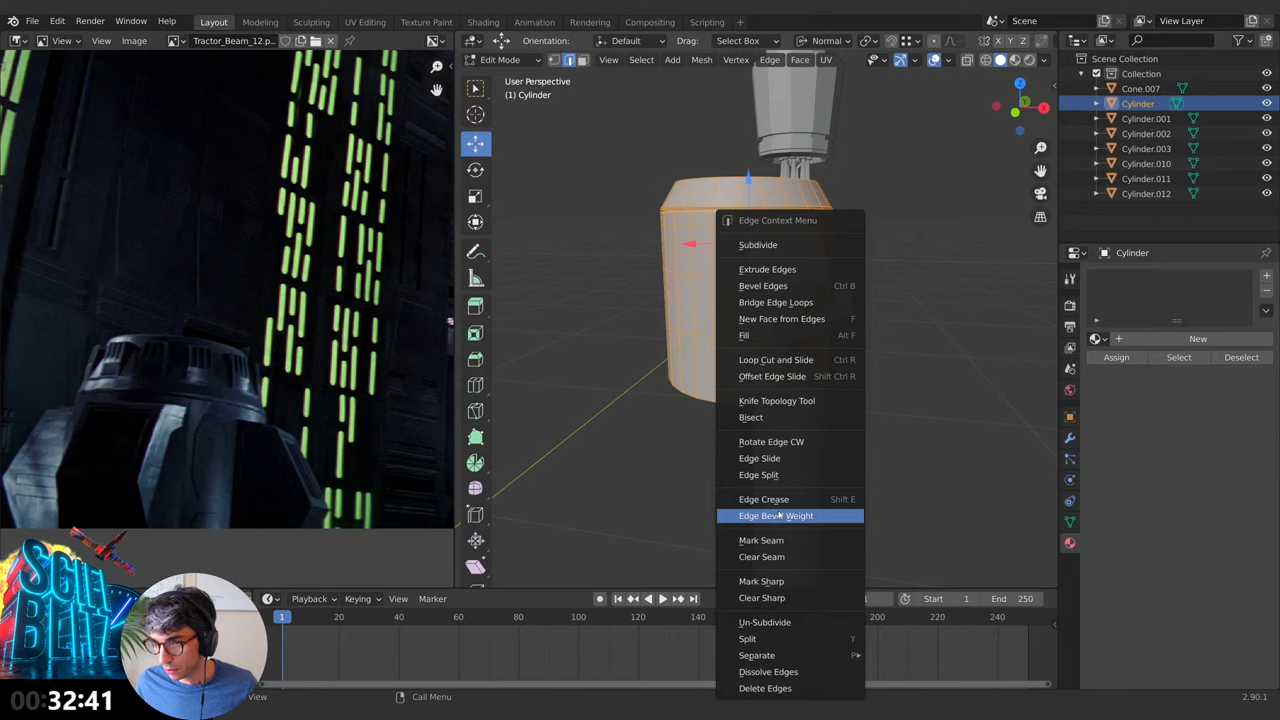 File Edit Render Window Help Layout Modeling Sculpting UV Editing Texture Paint Shading Animation Rendering Compositing Scripting + Scene View Layer
View View Image Tractor_Beam_12.p... Orientation: Default Drag: Select Box Normal X Y Z
Edit Mode View Select Add Mesh Vertex Edge Face UV
User Perspective
(1) Cylinder
Z
X
Y
Scene Collection
Collection
Cone.007
Cylinder
Cylinder.001
Cylinder.002
Cylinder.003
Cylinder.010
Cylinder.011
Cylinder.012
Cylinder
New
Assign Select Deselect
Edge Context Menu
Subdivide
Extrude Edges
Bevel Edges Ctrl B
Bridge Edge Loops
New Face from Edges F
Fill Alt F
Loop Cut and Slide Ctrl R
Offset Edge Slide Shift Ctrl R
Knife Topology Tool
Bisect
Rotate Edge CW
Edge Slide
Edge Split
Edge Crease Shift E
Edge Bevel Weight
Mark Seam
Clear Seam
Mark Sharp
Clear Sharp
Un-Subdivide
Split Y
Separate P
Dissolve Edges
Delete Edges
Playback Keying View Marker 1 Start 1 End 250
1 20 40 60 80 100 120 140 200 220 240
SCIFI
BLITZ
00:32:41
View Call Menu 2.90.1